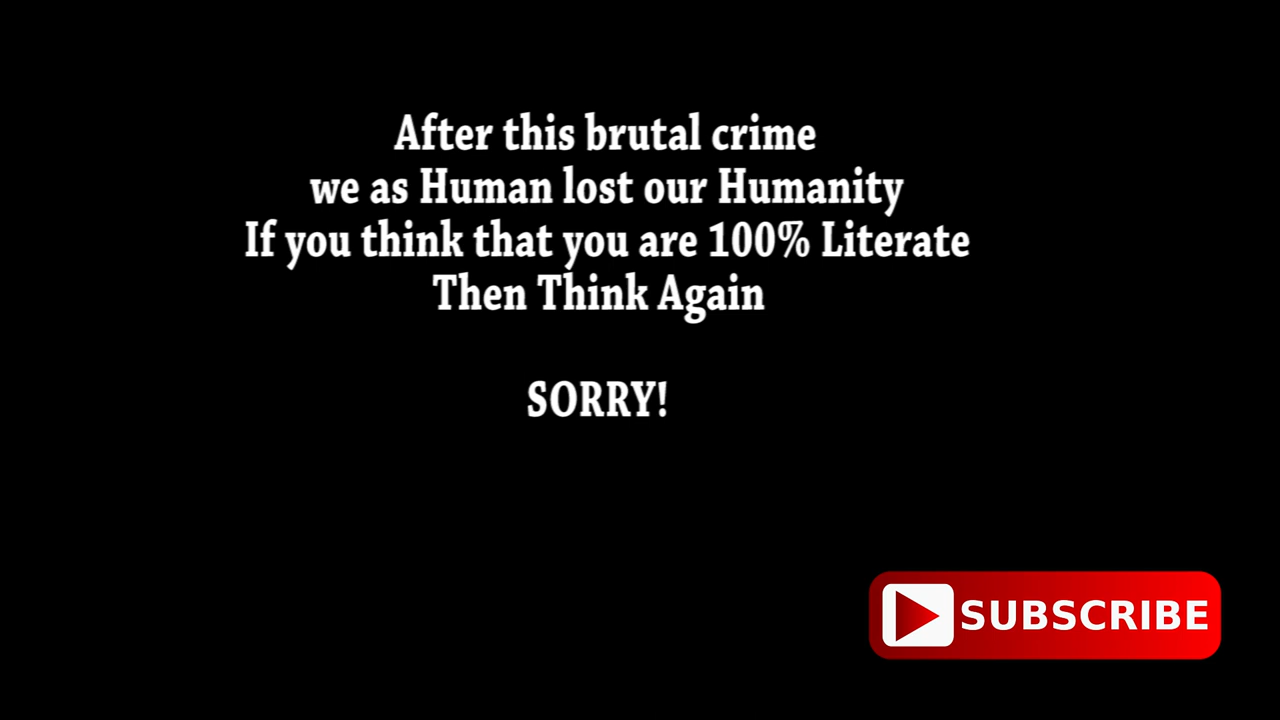 After this brutal crime
we as Human lost our Humanity
If you think that you are 100% Literate
Then Think Again
SORRY!
SUBSCRIBE